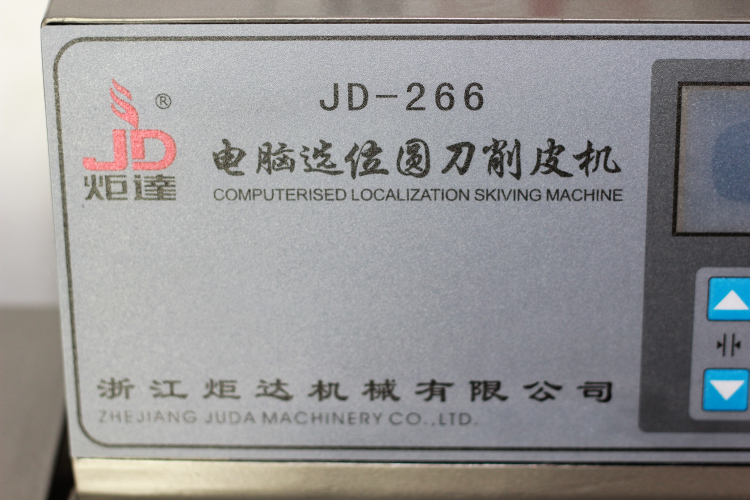 JD-266
JD®
炬達
电脑选位圆刀削皮机
COMPUTERISED LOCALIZATION SKIVING MACHINE
浙江炬达机械有限公司
ZHEJIANG JUDA MACHINERY CO.,LTD.